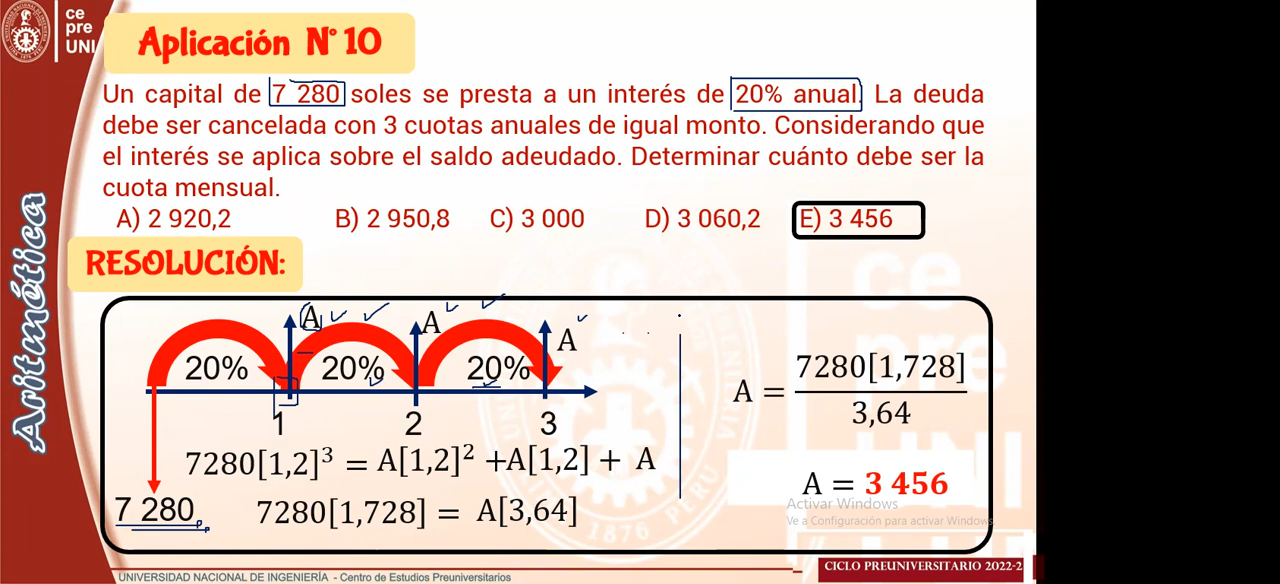 ce
pre
UNI
Aplicación N° 10
Un capital de 7 280 soles se presta a un interés de 20% anual. La deuda
debe ser cancelada con 3 cuotas anuales de igual monto. Considerando que
el interés se aplica sobre el saldo adeudado. Determinar cuánto debe ser la
cuota mensual.
A) 2 920,2 B) 2 950,8 C) 3 000 D) 3 060,2 E) 3 456
Aritmética
RESOLUCIÓN:
A A A
20% 20% 20%
1 2 3
7280[1,2]³ = A[1,2]² +A[1,2] + A
7 280 7280[1,728] = A[3,64]
A = 7280[1,728] / 3,64
A = 3 456
Activar Windows
Ve a Configuración para activar Windows.
1876
UNIVERSIDAD NACIONAL DE INGENIERÍA - Centro de Estudios Preuniversitarios
CICLO PREUNIVERSITARIO 2022-2